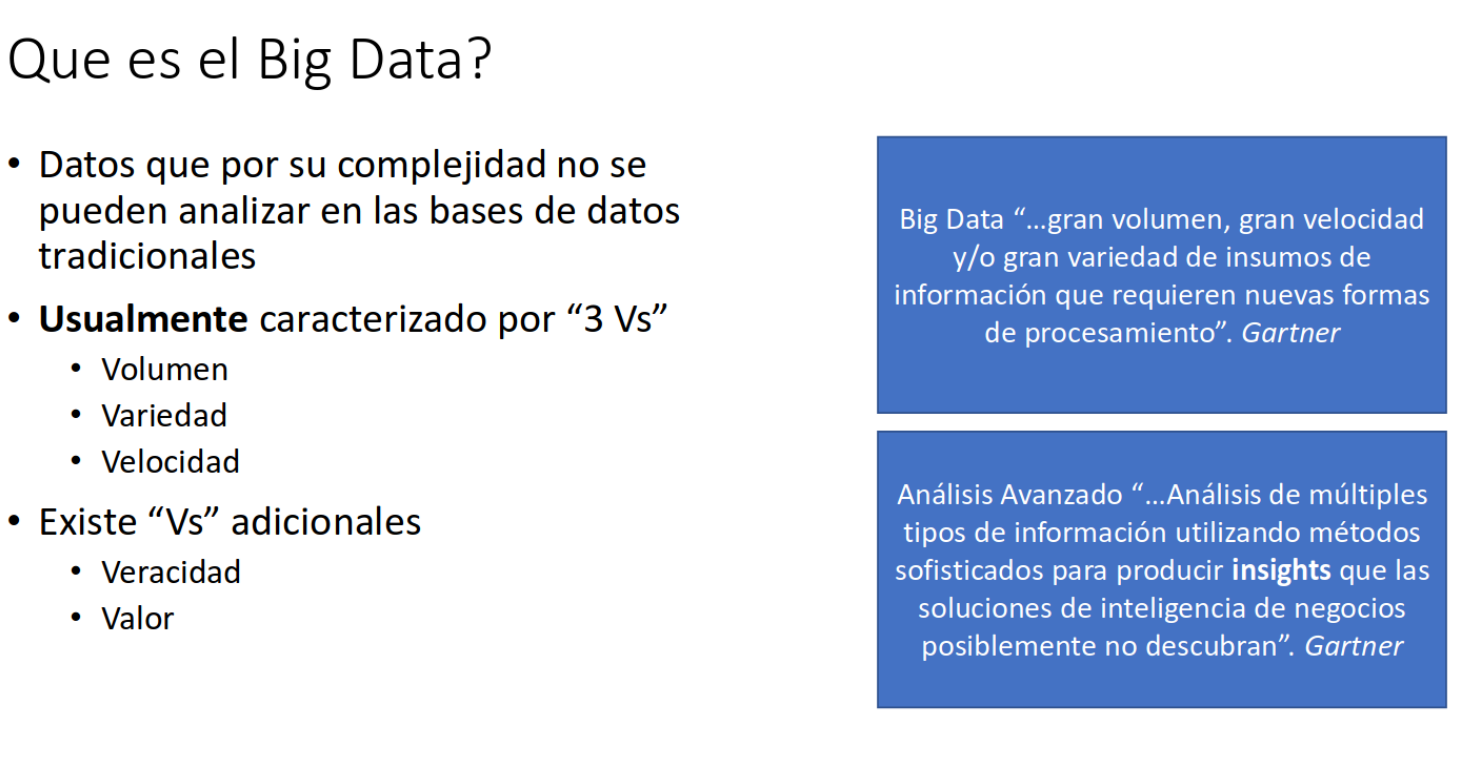 Que es el Big Data?
• Datos que por su complejidad no se
pueden analizar en las bases de datos
tradicionales
• Usualmente caracterizado por “3 Vs”
• Volumen
• Variedad
• Velocidad
• Existe “Vs” adicionales
• Veracidad
• Valor
Big Data “...gran volumen, gran velocidad
y/o gran variedad de insumos de
información que requieren nuevas formas
de procesamiento”. Gartner
Análisis Avanzado “...Análisis de múltiples
tipos de información utilizando métodos
sofisticados para producir insights que las
soluciones de inteligencia de negocios
posiblemente no descubran”. Gartner